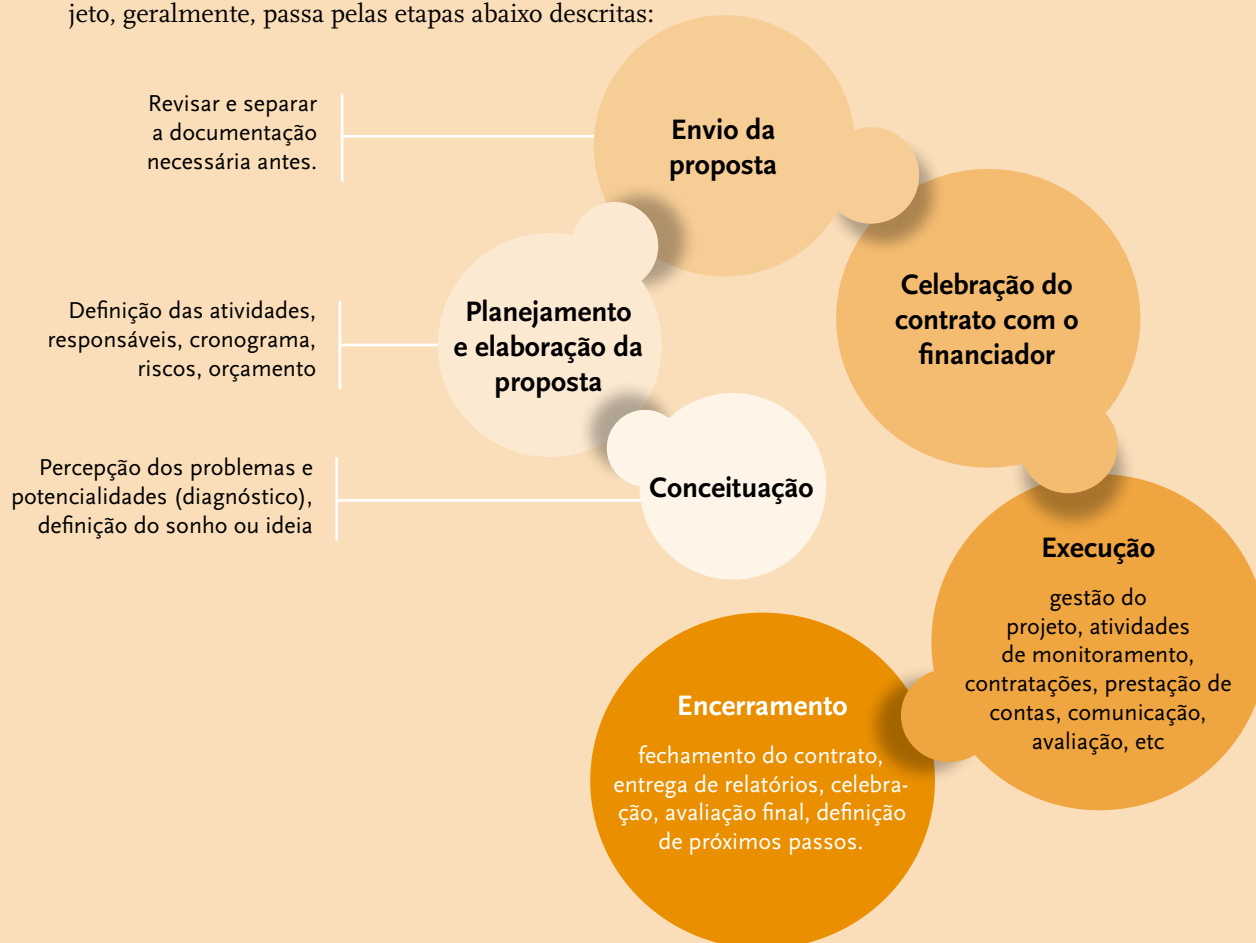 jeto, geralmente, passa pelas etapas abaixo descritas:
Revisar e separar
a documentação
necessária antes.
Envio da
proposta
Celebração do
contrato com o
financiador
Definição das atividades,
responsáveis, cronograma,
riscos, orçamento
Planejamento
e elaboração da
proposta
Percepção dos problemas e
potencialidades (diagnóstico),
definição do sonho ou ideia
Conceituação
Execução
gestão do
projeto, atividades
de monitoramento,
contratações, prestação de
contas, comunicação,
avaliação, etc
Encerramento
fechamento do contrato,
entrega de relatórios, celebra-
ção, avaliação final, definição
de próximos passos.